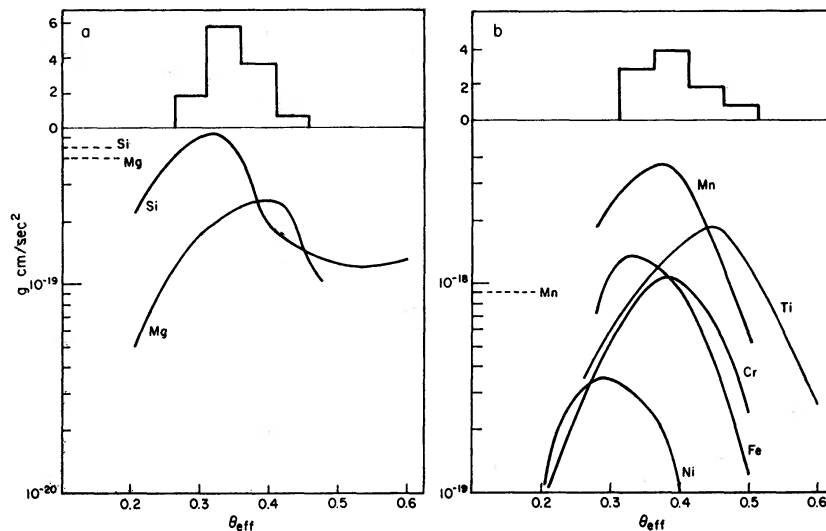 a
6
4
2
0
Si
Mg
Si
Mg
g cm/sec²
10⁻¹⁹
10⁻²⁰
0.2 0.3 0.4 0.5 0.6
θeff
b
4
2
0
Mn
10⁻¹⁸
Mn
Ti
Cr
Ni
Fe
10⁻¹⁹
0.2 0.3 0.4 0.5 0.6
θeff